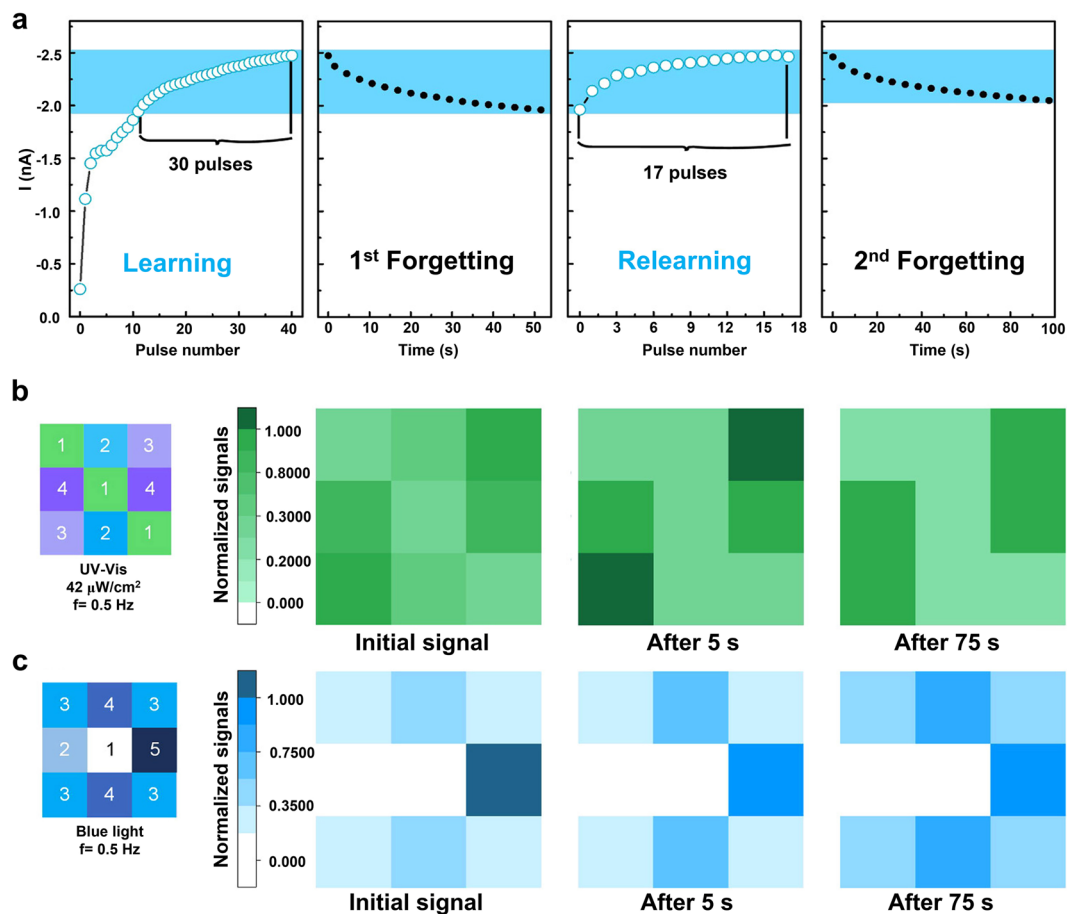 a
I (nA)
-2.5
-2.0
-1.5
-1.0
-0.5
0.0
30 pulses
Learning
0 10 20 30 40
Pulse number
1st Forgetting
0 10 20 30 40 50
Time (s)
17 pulses
Relearning
0 3 6 9 12 15 18
Pulse number
2nd Forgetting
0 20 40 60 80 100
Time (s)
b
1 2 3
4 1 4
3 2 1
UV-Vis
42 μW/cm²
f= 0.5 Hz
Normalized signals
1.000
0.8000
0.3000
0.2000
0.000
Initial signal
After 5 s
After 75 s
c
3 4 3
2 1 5
3 4 3
Blue light
f= 0.5 Hz
Normalized signals
1.000
0.7500
0.3500
0.000
Initial signal
After 5 s
After 75 s